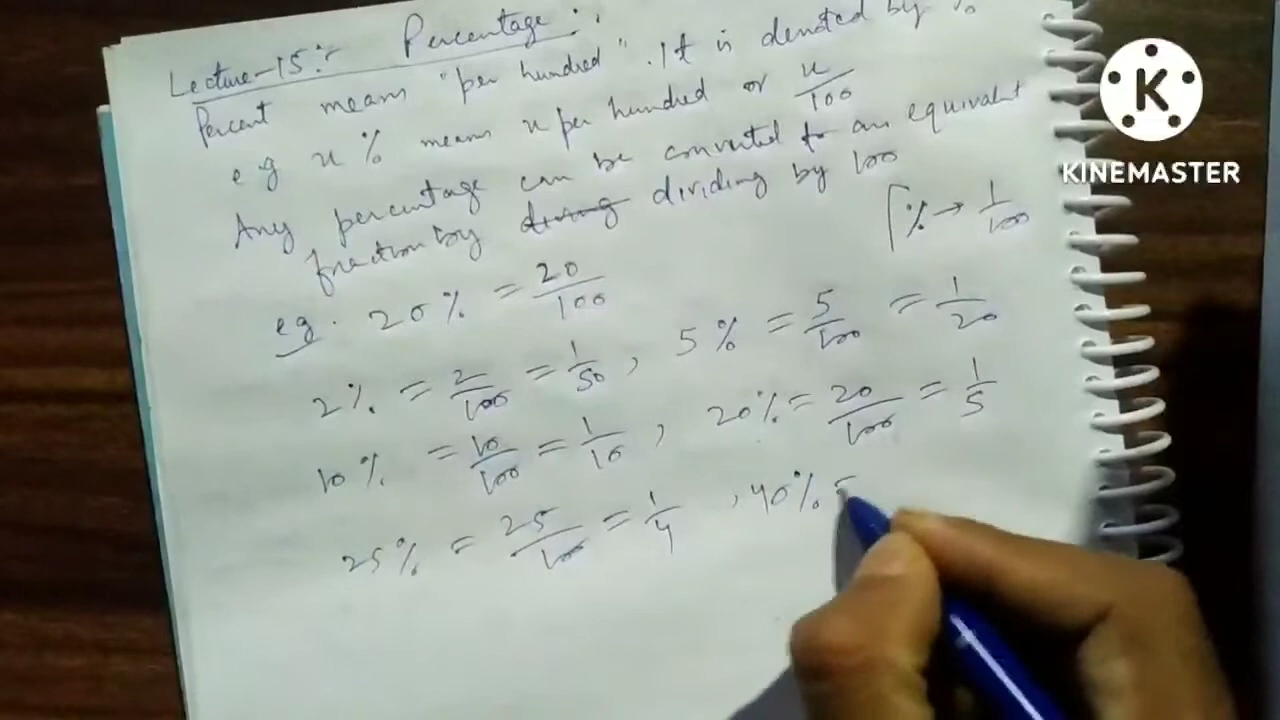 Lecture-15:- Percentage:.
Percent means "per hundred". It is denoted by %
eg x % means x per hundred or x/100
Any percentage can be converted to an equivalent
fraction by dividing by 100
[% → 1/100
eg. 20% = 20/100
2% = 2/100 = 1/50, 5% = 5/100 = 1/20
10% = 10/100 = 1/10, 20% = 20/100 = 1/5
25% = 25/100 = 1/4, 40%
K
KINEMASTER